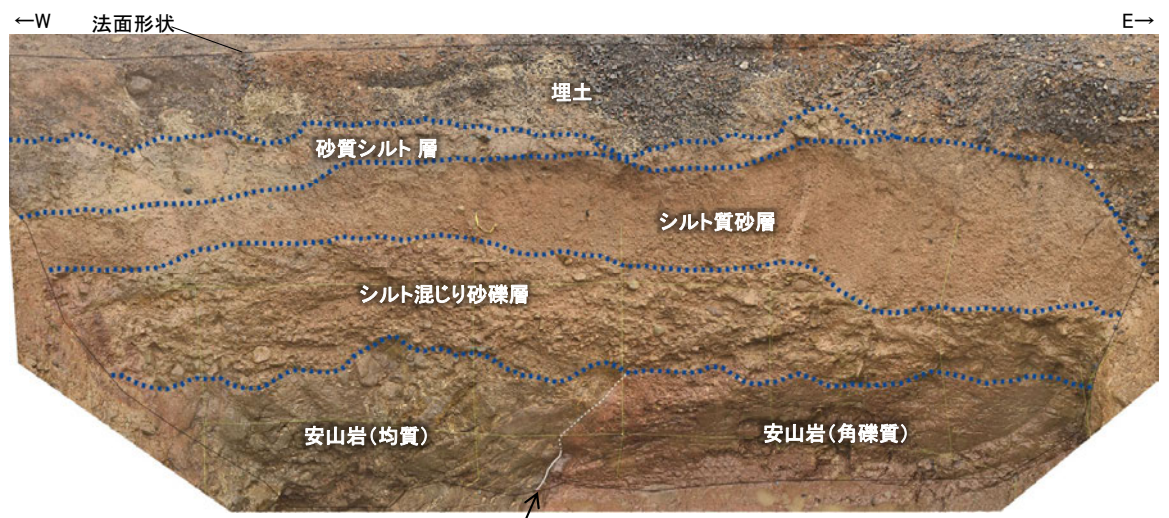 ←W
法面形状
E→
埋土
砂質シルト 層
シルト質砂層
シルト混じり砂礫層
安山岩(均質)
安山岩(角礫質)